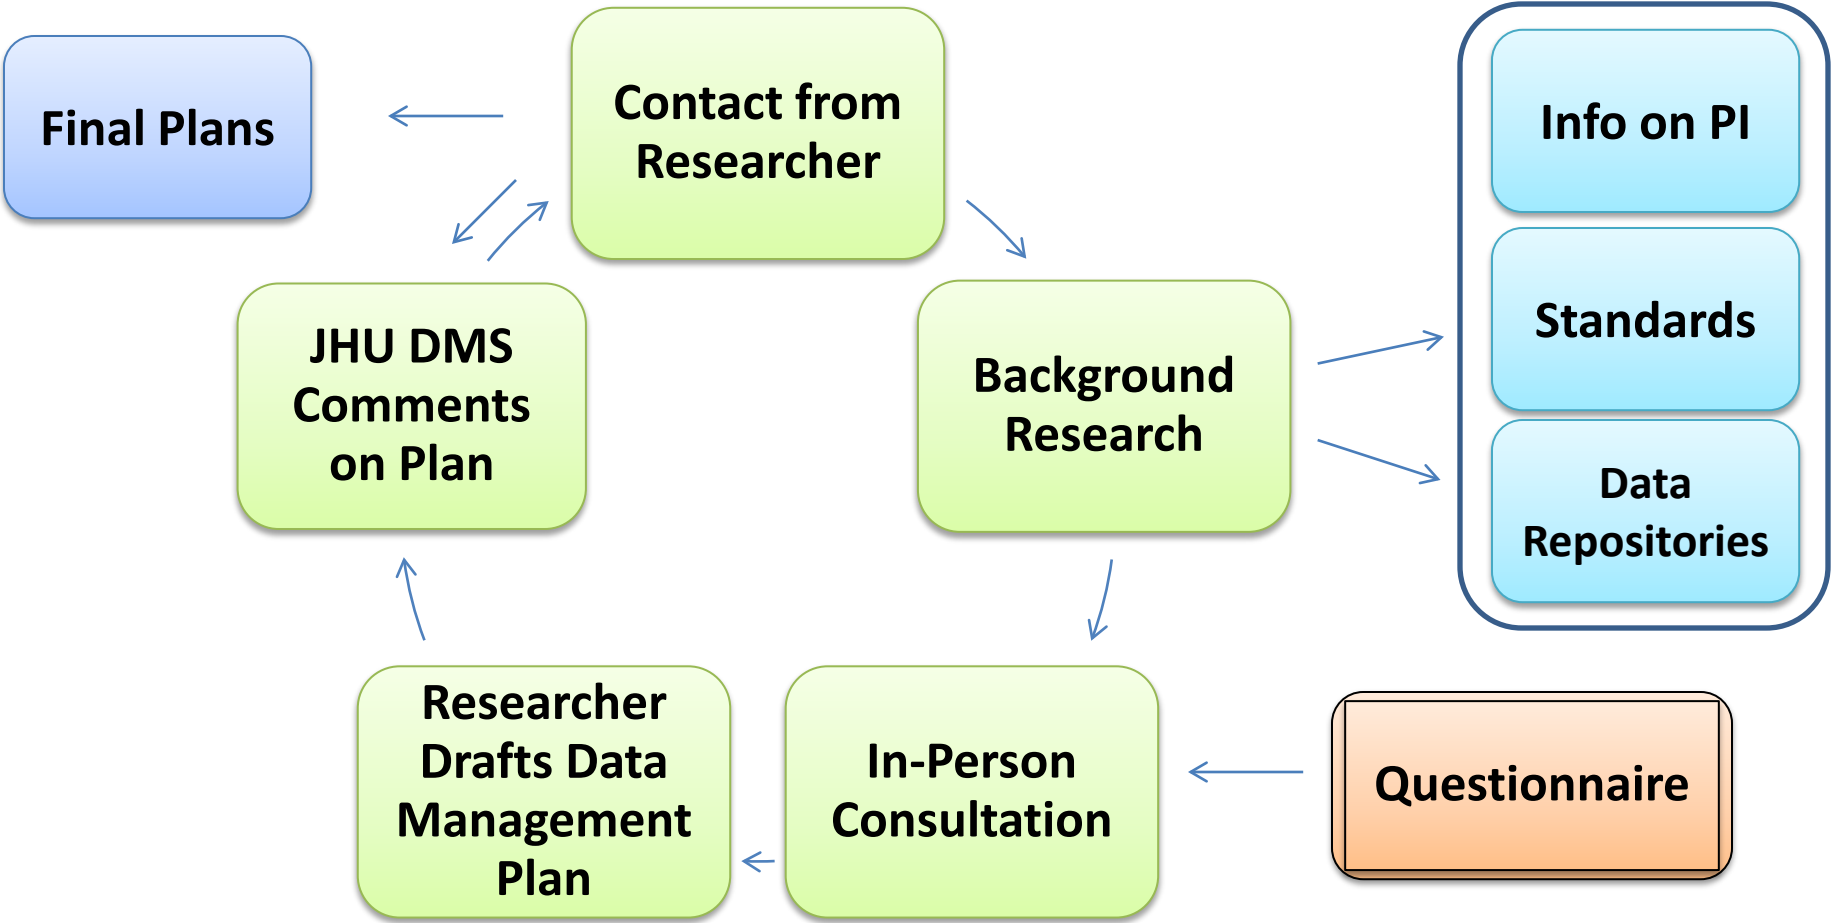 Final Plans
Contact from
Researcher
Info on PI
Standards
Data
Repositories
Background
Research
JHU DMS
Comments
on Plan
Researcher
Drafts Data
Management
Plan
In-Person
Consultation
Questionnaire